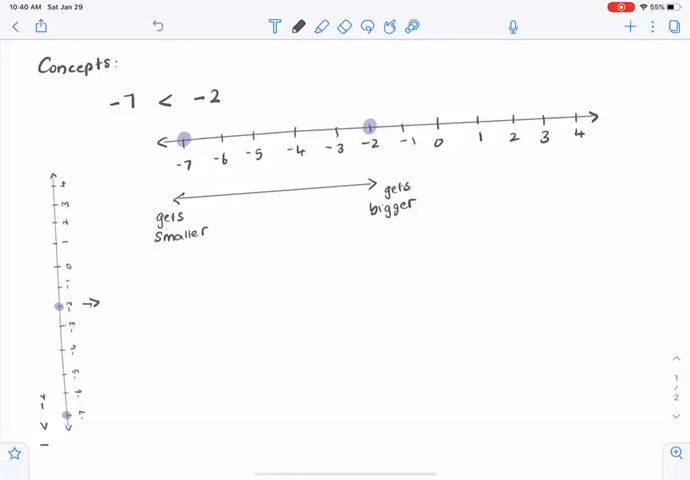 10:40 AM Sat Jan 29
55%
Concepts:
-7 < -2
-7 -6 -5 -4 -3 -2 -1 0 1 2 3 4
gets smaller
gets bigger
4 3 2 1 0 -1 -2 -3 -4 -5 -6 -7
1
2